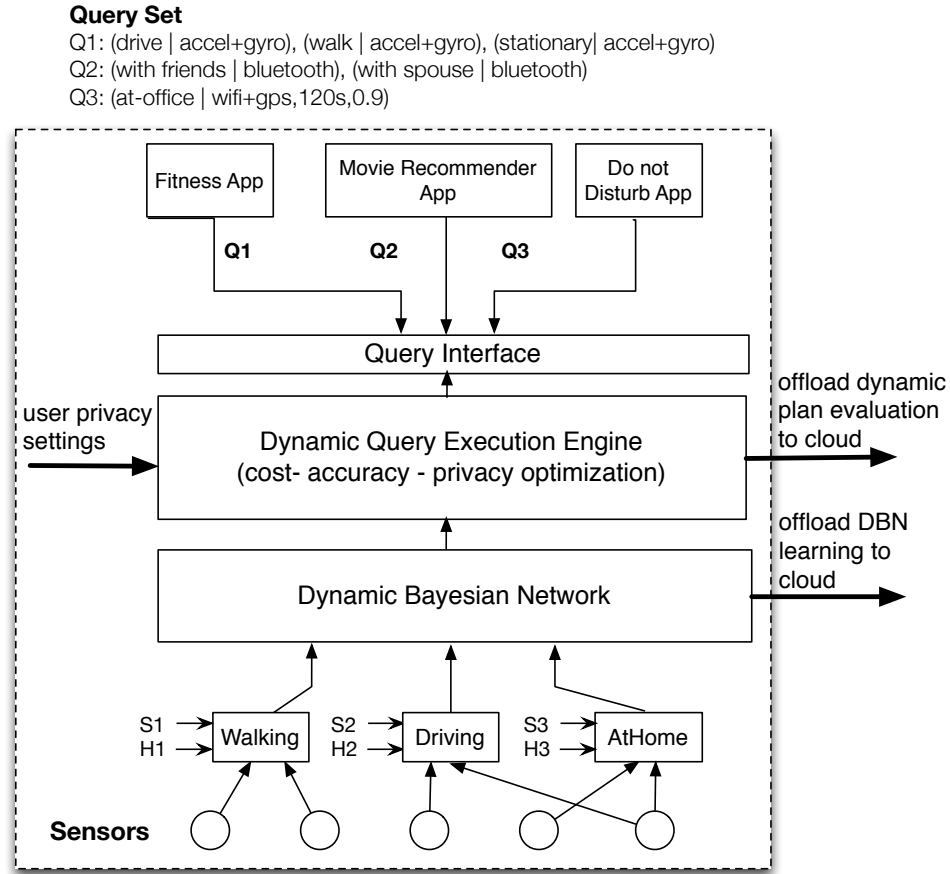 Query Set
Q1: (drive | accel+gyro), (walk | accel+gyro), (stationary| accel+gyro)
Q2: (with friends | bluetooth), (with spouse | bluetooth)
Q3: (at-office | wifi+gps,120s,0.9)
Fitness App
Movie Recommender
App
Do not
Disturb App
Q1
Q2
Q3
Query Interface
user privacy
settings
Dynamic Query Execution Engine
(cost- accuracy - privacy optimization)
offload dynamic
plan evaluation
to cloud
Dynamic Bayesian Network
offload DBN
learning to
cloud
S1
H1
Walking
S2
H2
Driving
S3
H3
AtHome
Sensors